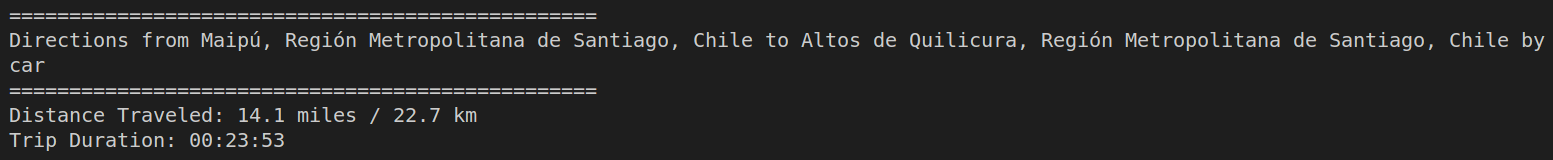 =================================================
Directions from Maipú, Región Metropolitana de Santiago, Chile to Altos de Quilicura, Región Metropolitana de Santiago, Chile by
car
=================================================
Distance Traveled: 14.1 miles / 22.7 km
Trip Duration: 00:23:53